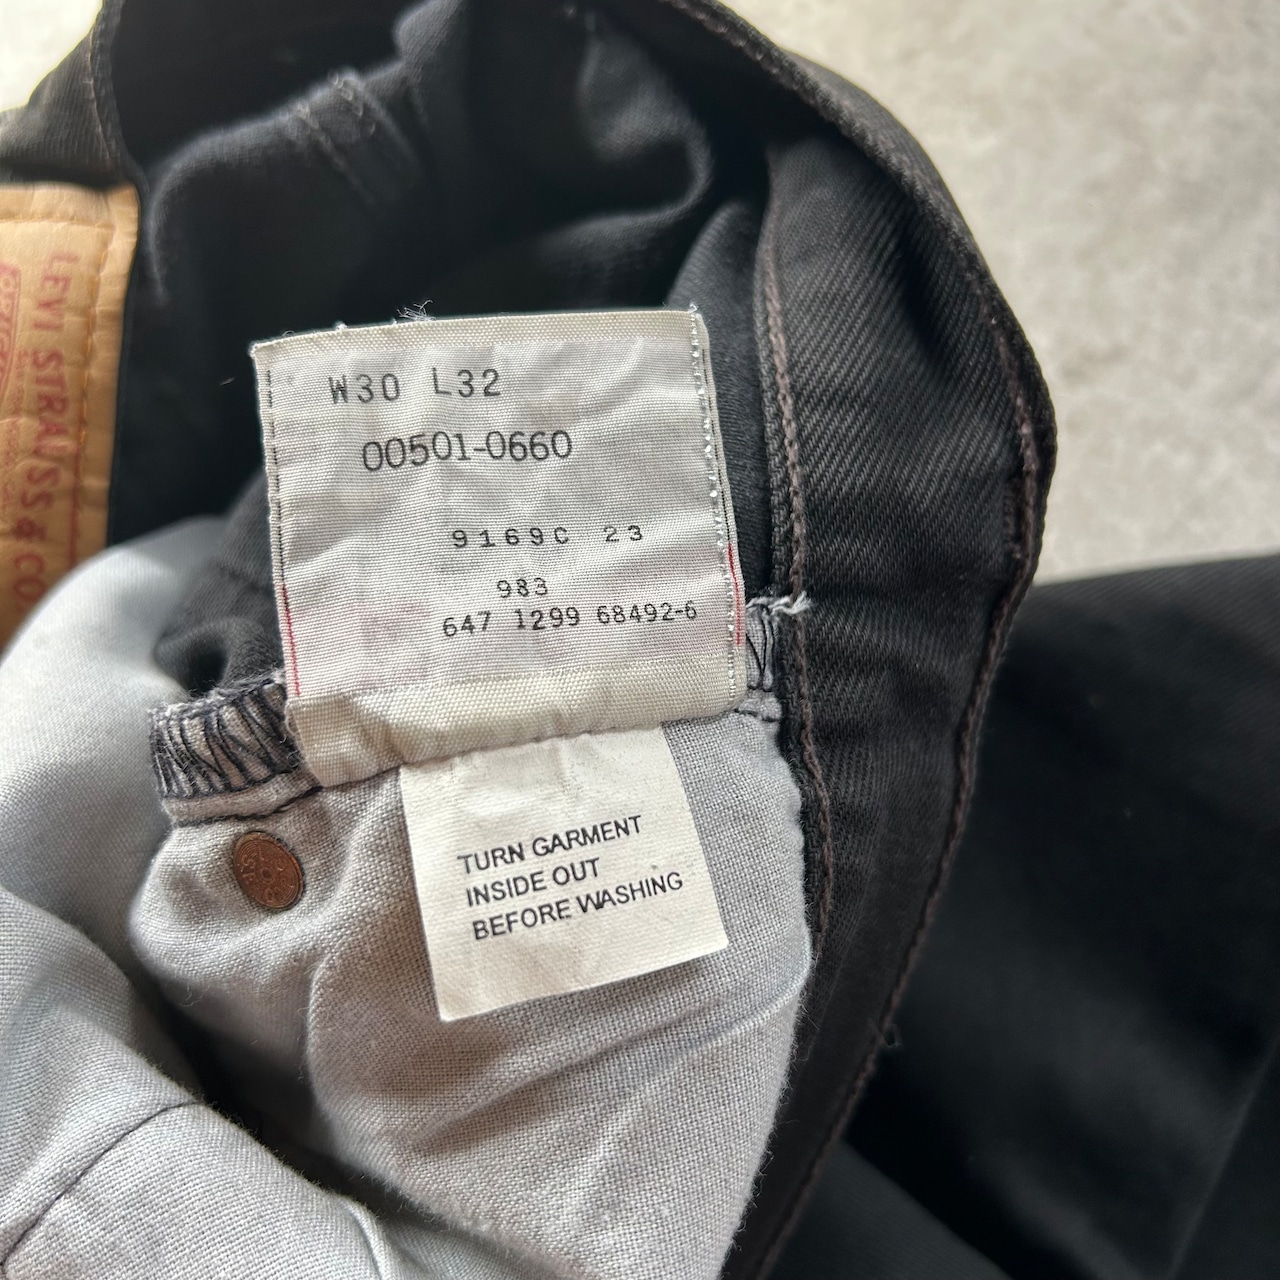 W30 L32
00501-0660
9169C 23
983
647 1299 68492-6
TURN GARMENT
INSIDE OUT
BEFORE WASHING
LEVI STRAUSS & CO